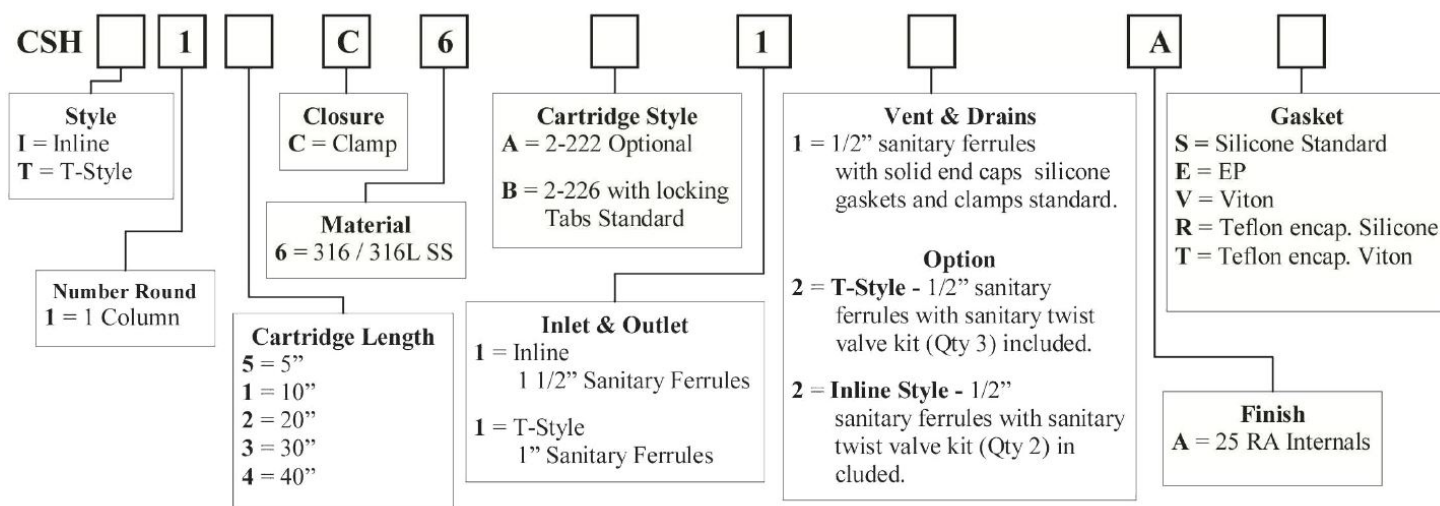 CSH 1 C 6 1 A
Style
I = Inline
T = T-Style
Number Round
1 = 1 Column
Closure
C = Clamp
Material
6 = 316 / 316L SS
Cartridge Length
5 = 5”
1 = 10”
2 = 20”
3 = 30”
4 = 40”
Cartridge Style
A = 2-222 Optional
B = 2-226 with locking
Tabs Standard
Inlet & Outlet
1 = Inline
1 1/2” Sanitary Ferrules
1 = T-Style
1” Sanitary Ferrules
Vent & Drains
1 = 1/2” sanitary ferrules
with solid end caps silicone
gaskets and clamps standard.
Option
2 = T-Style - 1/2” sanitary
ferrules with sanitary twist
valve kit (Qty 3) included.
2 = Inline Style - 1/2”
sanitary ferrules with sanitary
twist valve kit (Qty 2) in
cluded.
Gasket
S = Silicone Standard
E = EP
V = Viton
R = Teflon encap. Silicone
T = Teflon encap. Viton
Finish
A = 25 RA Internals